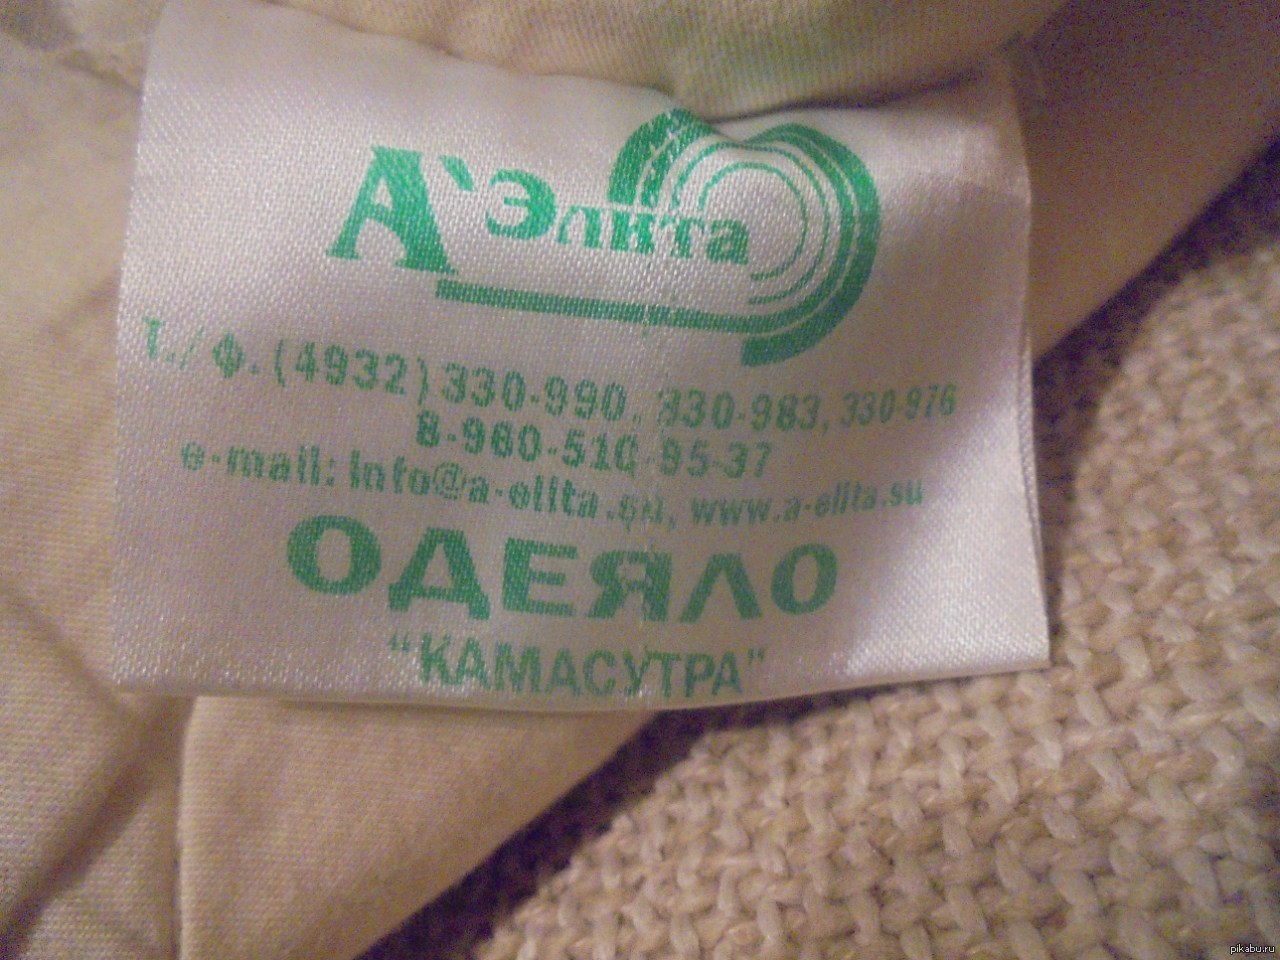 А`Элита
Т./ ф. (4932) 330-990, 330-983, 330-976
8-960-510-95-37
e-mail: info@a-elita.su, www.a-elita.su
ОДЕЯЛО
"КАМАСУТРА"
pikabu.ru